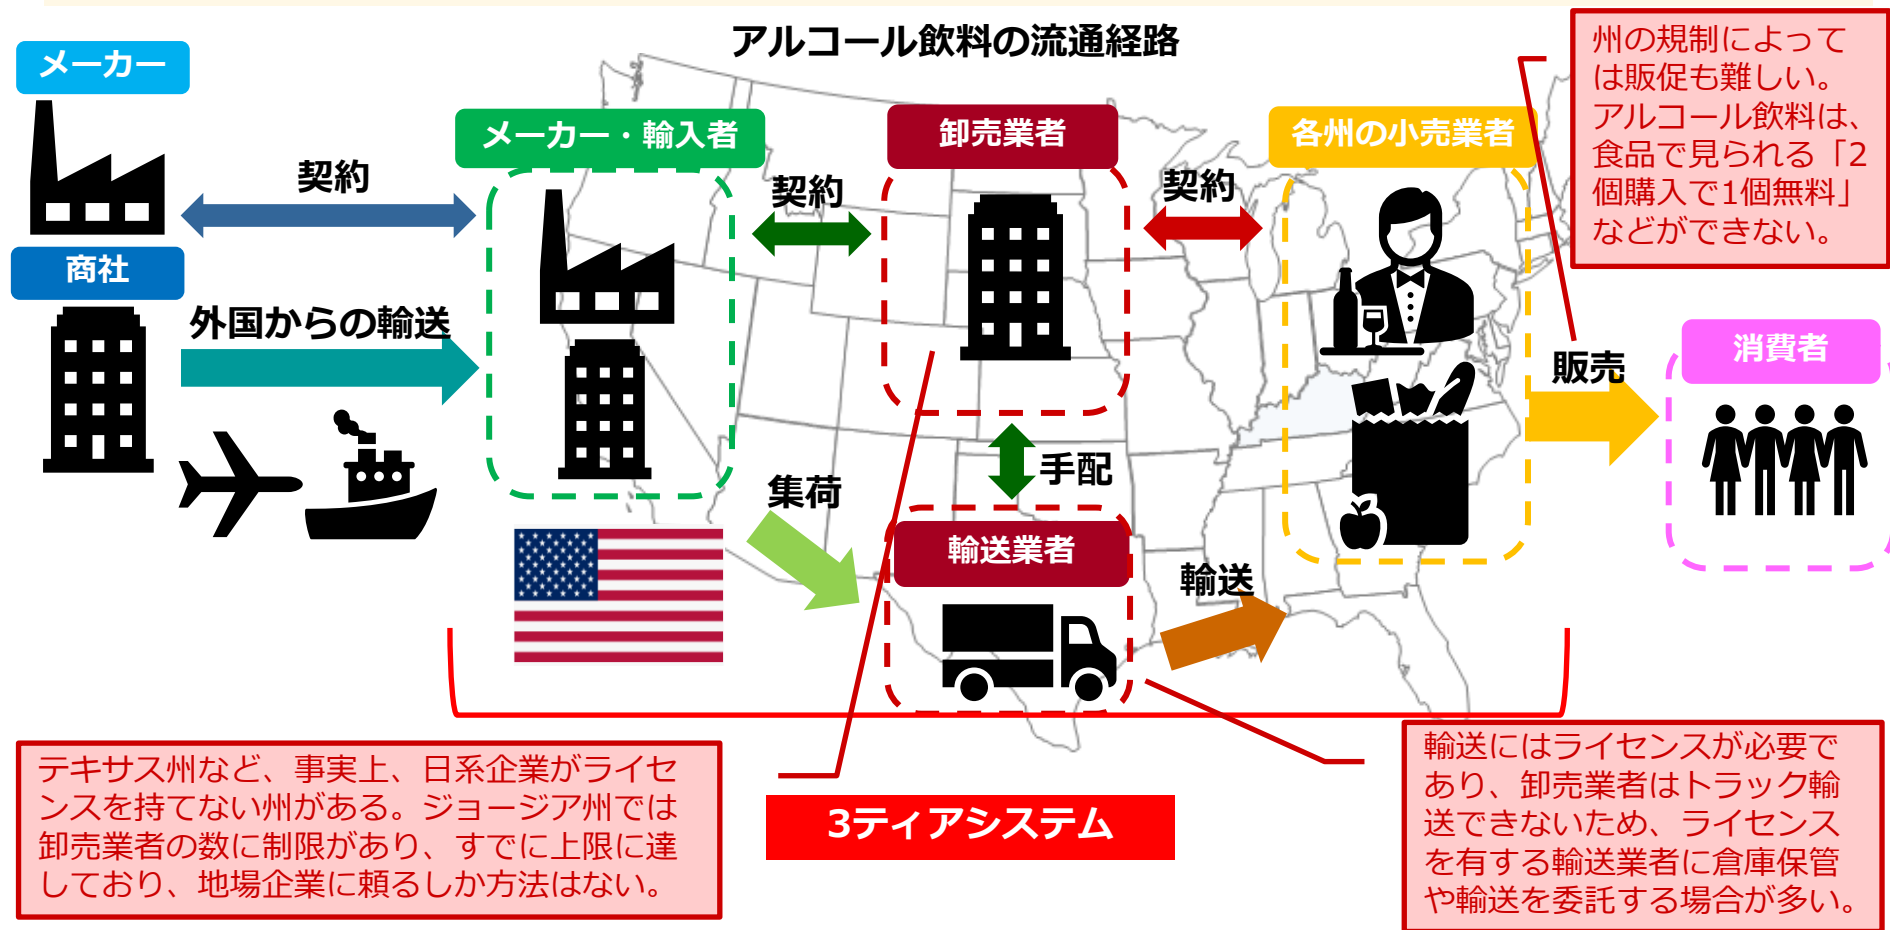 アルコール飲料の流通経路
メーカー
契約
商社
外国からの輸送
メーカー・輸入者
契約
卸売業者
契約
各州の小売業者
州の規制によって
は販促も難しい。
アルコール飲料は、
食品で見られる「2
個購入で1個無料」
などができない。
販売
消費者
集荷
手配
輸送業者
輸送
テキサス州など、事実上、日系企業がライセ
ンスを持てない州がある。ジョージア州では
卸売業者の数に制限があり、すでに上限に達
しており、地場企業に頼るしか方法はない。
3ティアシステム
輸送にはライセンスが必要で
あり、卸売業者はトラック輸
送できないため、ライセンス
を有する輸送業者に倉庫保管
や輸送を委託する場合が多い。